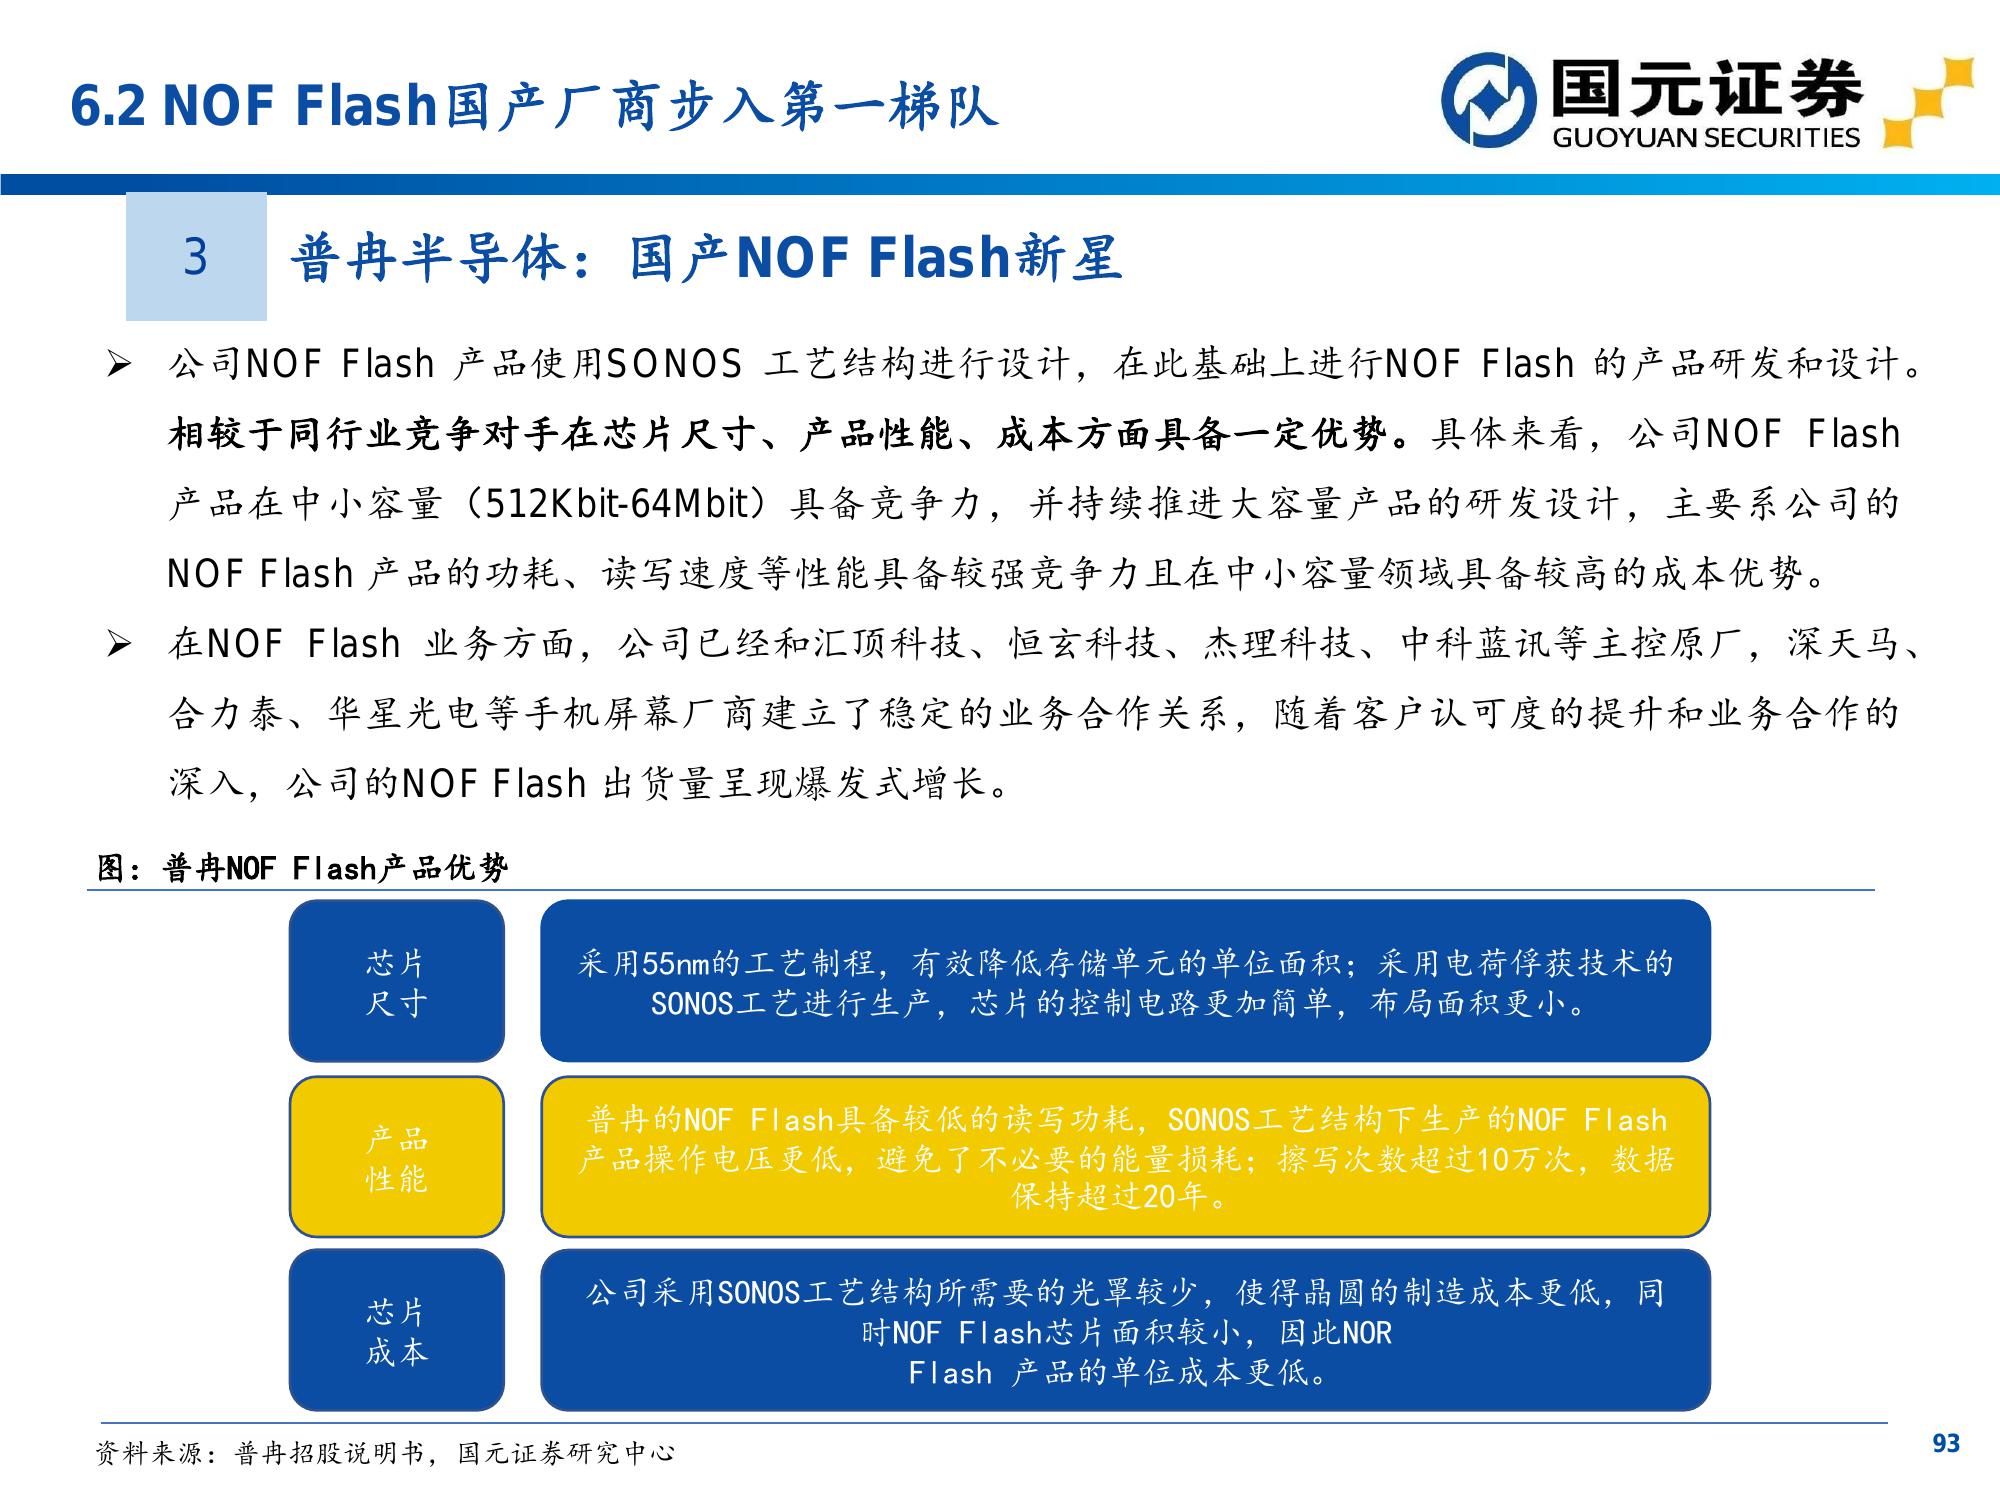 6.2 NOF Flash国产厂商步入第一梯队
国元证券
GUOYUAN SECURITIES
3
普冉半导体：国产NOF Flash新星
➢ 公司NOF Flash 产品使用SONOS 工艺结构进行设计，在此基础上进行NOF Flash 的产品研发和设计。
相较于同行业竞争对手在芯片尺寸、产品性能、成本方面具备一定优势。具体来看，公司NOF Flash
产品在中小容量（512Kbit-64Mbit）具备竞争力，并持续推进大容量产品的研发设计，主要系公司的
NOF Flash 产品的功耗、读写速度等性能具备较强竞争力且在中小容量领域具备较高的成本优势。
➢ 在NOF Flash 业务方面，公司已经和汇顶科技、恒玄科技、杰理科技、中科蓝讯等主控原厂，深天马、
合力泰、华星光电等手机屏幕厂商建立了稳定的业务合作关系，随着客户认可度的提升和业务合作的
深入，公司的NOF Flash 出货量呈现爆发式增长。
图：普冉NOF Flash产品优势
芯片
尺寸
采用55nm的工艺制程，有效降低存储单元的单位面积；采用电荷俘获技术的
SONOS工艺进行生产，芯片的控制电路更加简单，布局面积更小。
产品
性能
普冉的NOF Flash具备较低的读写功耗，SONOS工艺结构下生产的NOF Flash
产品操作电压更低，避免了不必要的能量损耗；擦写次数超过10万次，数据
保持超过20年。
芯片
成本
公司采用SONOS工艺结构所需要的光罩较少，使得晶圆的制造成本更低，同
时NOF Flash芯片面积较小，因此NOR
Flash 产品的单位成本更低。
资料来源：普冉招股说明书，国元证券研究中心
93